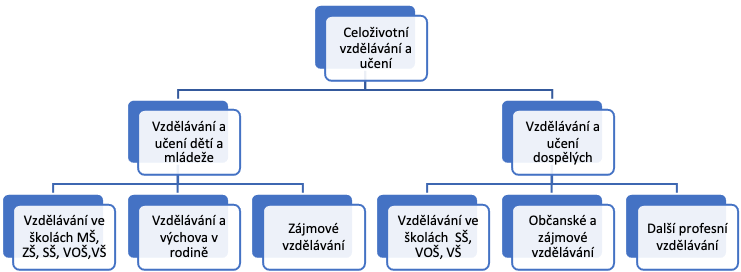 Celoživotní
vzdělávání a
učení
Vzdělávání a
učení dětí a
mládeže
Vzdělávání a
učení
dospělých
Vzdělávání ve
školách MŠ,
ZŠ, SŠ, VOŠ,VŠ
Vzdělávání a
výchova v
rodině
Zájmové
vzdělávání
Vzdělávání ve
školách  SŠ,
VOŠ, VŠ
Občanské a
zájmové
vzdělávání
Další profesní
vzdělávání